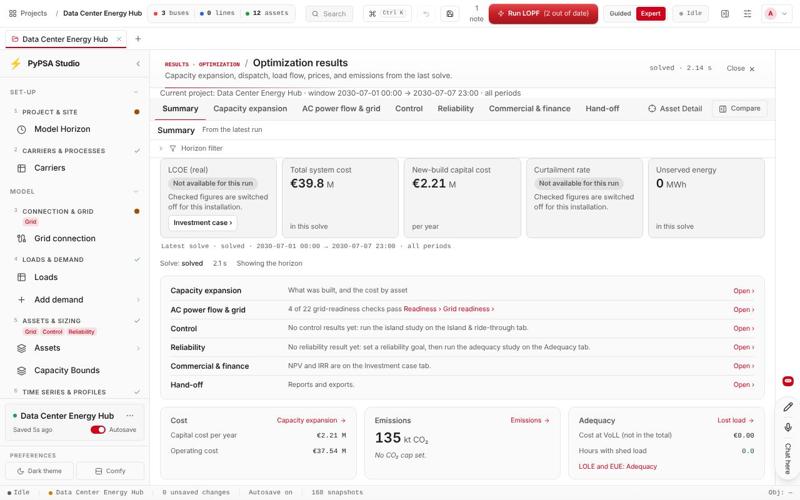 Projects / Data Center Energy Hub 3 buses 0 lines 12 assets Search Ctrl K 1 note Run LOPF (2 out of date) Guided Expert Idle A
Data Center Energy Hub × +
PyPSA Studio
RESULTS · OPTIMIZATION / Optimization results
solved · 2.14 s Close ×
Capacity expansion, dispatch, load flow, prices, and emissions from the last solve.
Current project: Data Center Energy Hub · window 2030-07-01 00:00 → 2030-07-07 23:00 · all periods
Summary Capacity expansion AC power flow & grid Control Reliability Commercial & finance Hand-off Asset Detail Compare
Summary From the latest run
Horizon filter
SET-UP
1 PROJECT & SITE
Model Horizon
2 CARRIERS & PROCESSES
Carriers
MODEL
3 CONNECTION & GRID
Grid
Grid connection
4 LOADS & DEMAND
Loads
Add demand
5 ASSETS & SIZING
Grid Control Reliability
Assets
Capacity Bounds
6 TIME SERIES & PROFILES
Data Center Energy Hub ...
Saved 5s ago Autosave
PREFERENCES
Dark theme Comfy
LCOE (real)
Not available for this run
Checked figures are switched off for this installation.
Investment case ›
Total system cost
€39.8 M
in this solve
New-build capital cost
€2.21 M
per year
Curtailment rate
Not available for this run
Checked figures are switched off for this installation.
Unserved energy
0 MWh
in this solve
Latest solve · solved · 2030-07-01 00:00 → 2030-07-07 23:00 · all periods
Solve: solved 2.1 s Showing the horizon
Capacity expansion What was built, and the cost by asset Open ›
AC power flow & grid 4 of 22 grid-readiness checks pass Readiness › Grid readiness › Open ›
Control No control results yet: run the island study on the Island & ride-through tab. Open ›
Reliability No reliability result yet: set a reliability goal, then run the adequacy study on the Adequacy tab. Open ›
Commercial & finance NPV and IRR are on the Investment case tab. Open ›
Hand-off Reports and exports. Open ›
Cost Capacity expansion →
Capital cost per year €2.21 M
Operating cost €37.54 M
Emissions Emissions →
135 kt CO₂
No CO₂ cap set.
Adequacy Lost load →
Cost at VoLL (not in the total) €0.00
Hours with shed load 0.0
LOLE and EUE: Adequacy
Chat here
Idle Data Center Energy Hub 0 unsaved changes Autosave on 168 snapshots Obj: —